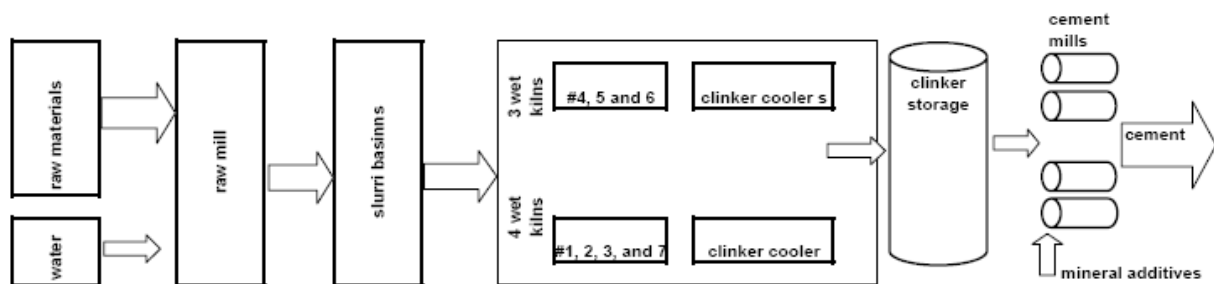 raw materials
water
raw mill
slurri basinns
3 wet
kilns
#4, 5 and 6
clinker cooler s
4 wet
kilns
#1, 2, 3, and 7
clinker cooler
clinker
storage
cement
mills
cement
mineral additives